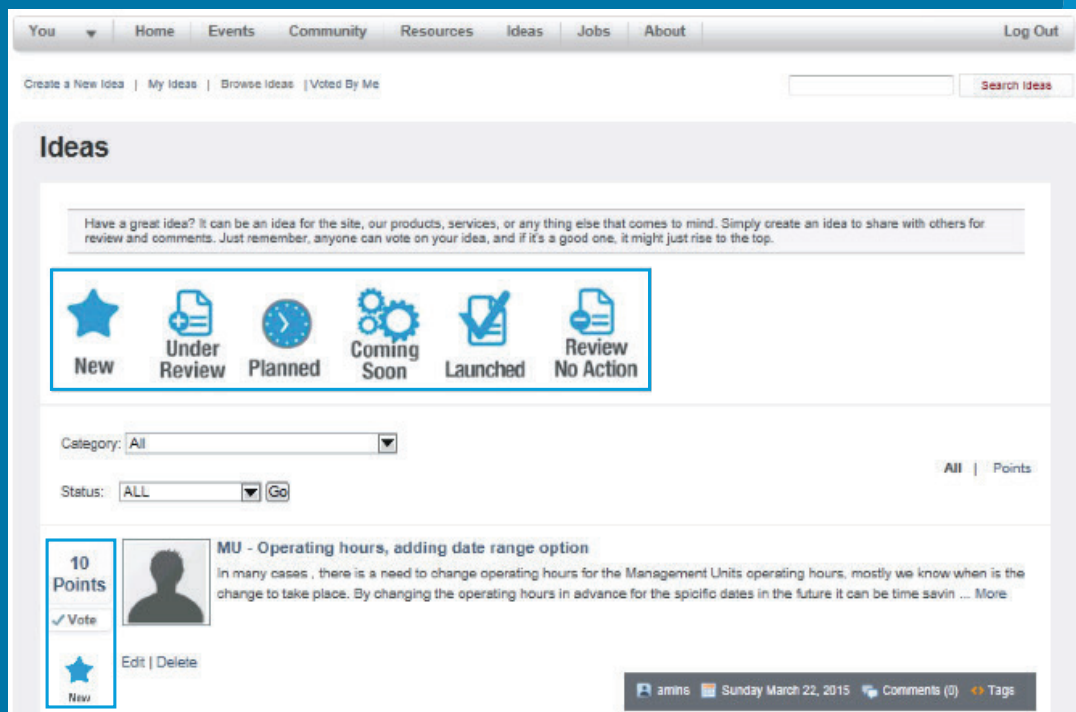 You Home Events Community Resources Ideas Jobs About Log Out
Create a New Idea | My Ideas | Browse Ideas | Voted By Me Search Ideas
Ideas
Have a great idea? It can be an idea for the site, our products, services, or any thing else that comes to mind. Simply create an idea to share with others for
review and comments. Just remember, anyone can vote on your idea, and if it's a good one, it might just rise to the top.
New
Under
Review
Planned
Coming
Soon
Launched
Review
No Action
Category: All
All | Points
Status: ALL Go
10
Points
Vote
New
MU - Operating hours, adding date range option
In many cases , there is a need to change operating hours for the Management Units operating hours, mostly we know when is the
change to take place. By changing the operating hours in advance for the spicific dates in the future it can be time savin ... More
Edit | Delete
amins Sunday March 22, 2015 Comments (0) Tags